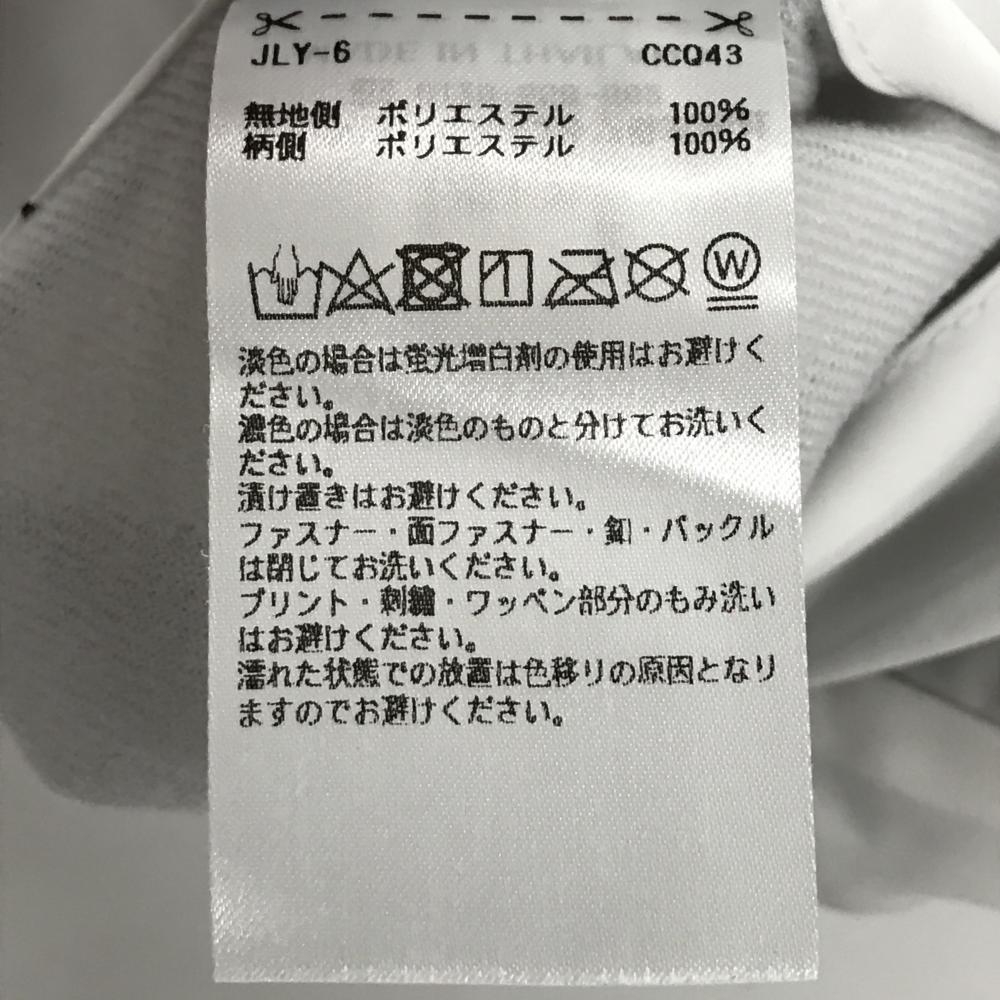 JLY-6 CCQ43
無地側 ポリエステル 100%
柄側 ポリエステル 100%
W
淡色の場合は蛍光増白剤の使用はお避けく
ださい。
濃色の場合は淡色のものと分けてお洗いく
ださい。
漬け置きはお避けください。
ファスナー・面ファスナー・釦・バックル
は閉じてお洗いください。
プリント・刺繍・ワッペン部分のもみ洗い
はお避けください。
濡れた状態での放置は色移りの原因となり
ますのでお避けください。